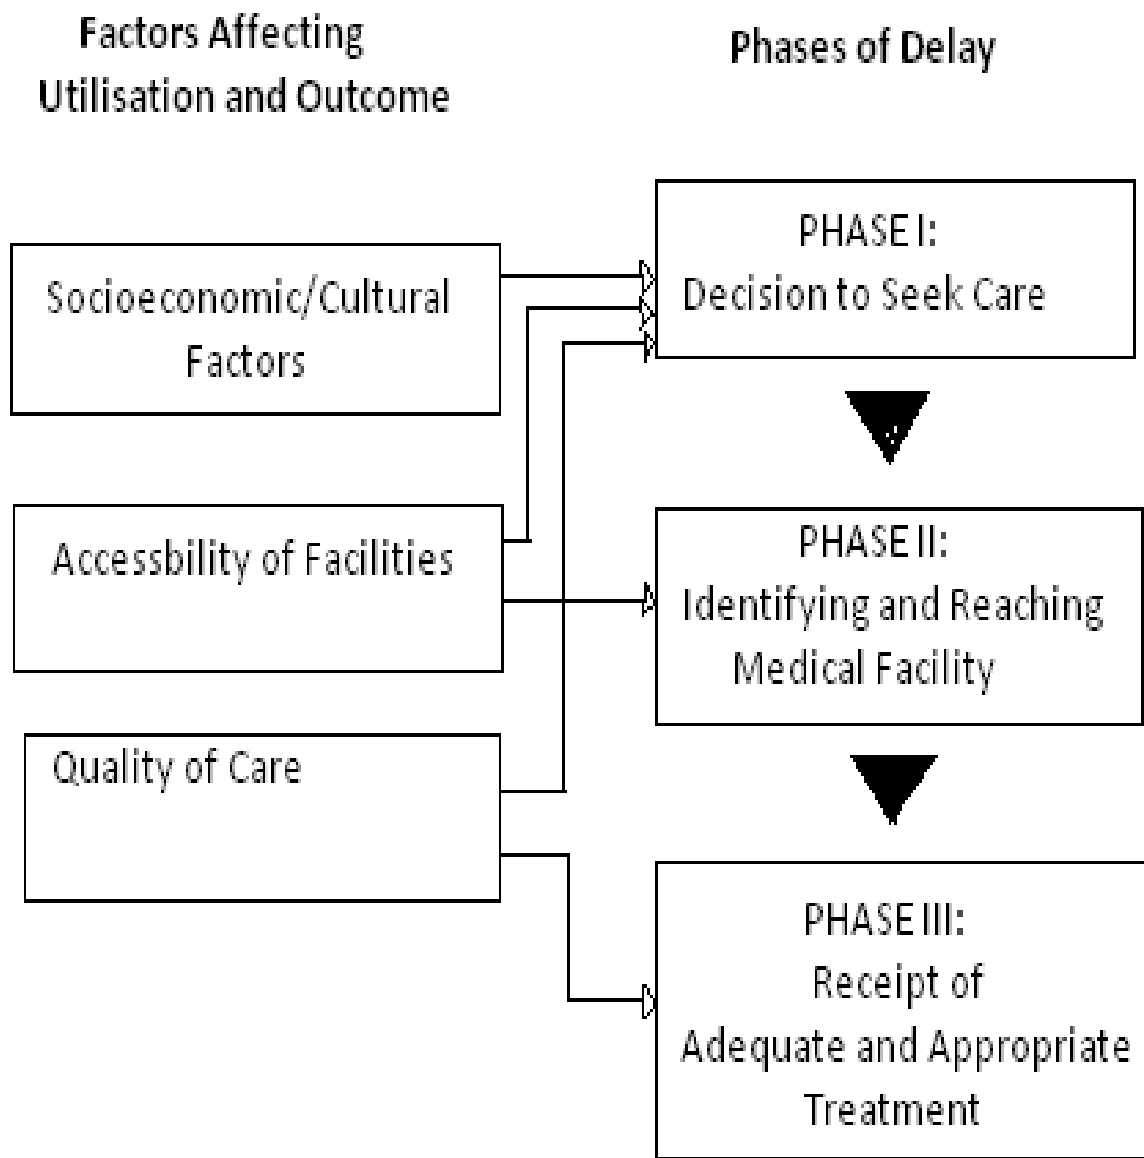 Factors Affecting
Utilisation and Outcome
Phases of Delay
Socioeconomic/Cultural
Factors
Accessbility of Facilities
Quality of Care
PHASE I:
Decision to Seek Care
PHASE II:
Identifying and Reaching
Medical Facility
PHASE III:
Receipt of
Adequate and Appropriate
Treatment